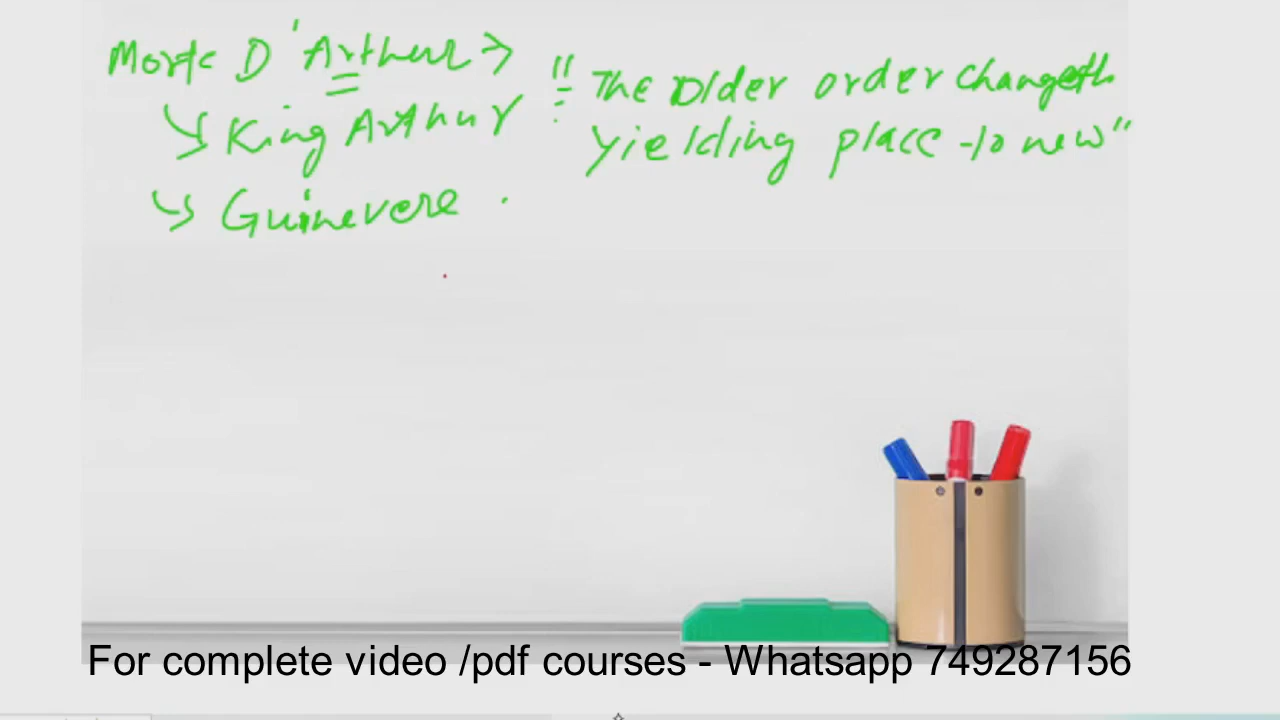 Morte D'Arthur →
↳ King Arthur
↳ Guinevere .
"The Older order Changeth
yielding place to new"
For complete video /pdf courses - Whatsapp 749287156